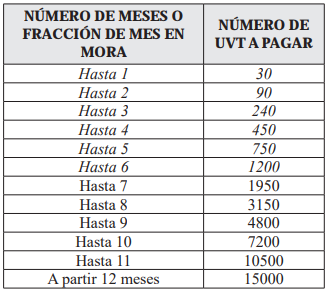 NÚMERO DE MESES O
FRACCIÓN DE MES EN
MORA
NÚMERO DE
UVT A PAGAR
Hasta 1 30
Hasta 2 90
Hasta 3 240
Hasta 4 450
Hasta 5 750
Hasta 6 1200
Hasta 7 1950
Hasta 8 3150
Hasta 9 4800
Hasta 10 7200
Hasta 11 10500
A partir 12 meses 15000